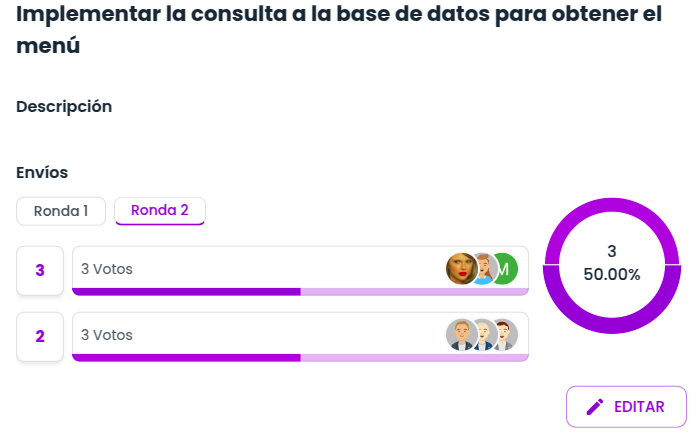 Implementar la consulta a la base de datos para obtener el
menú
Descripción
Envíos
Ronda 1
Ronda 2
3
3 Votos
M
2
3 Votos
3
50.00%
EDITAR